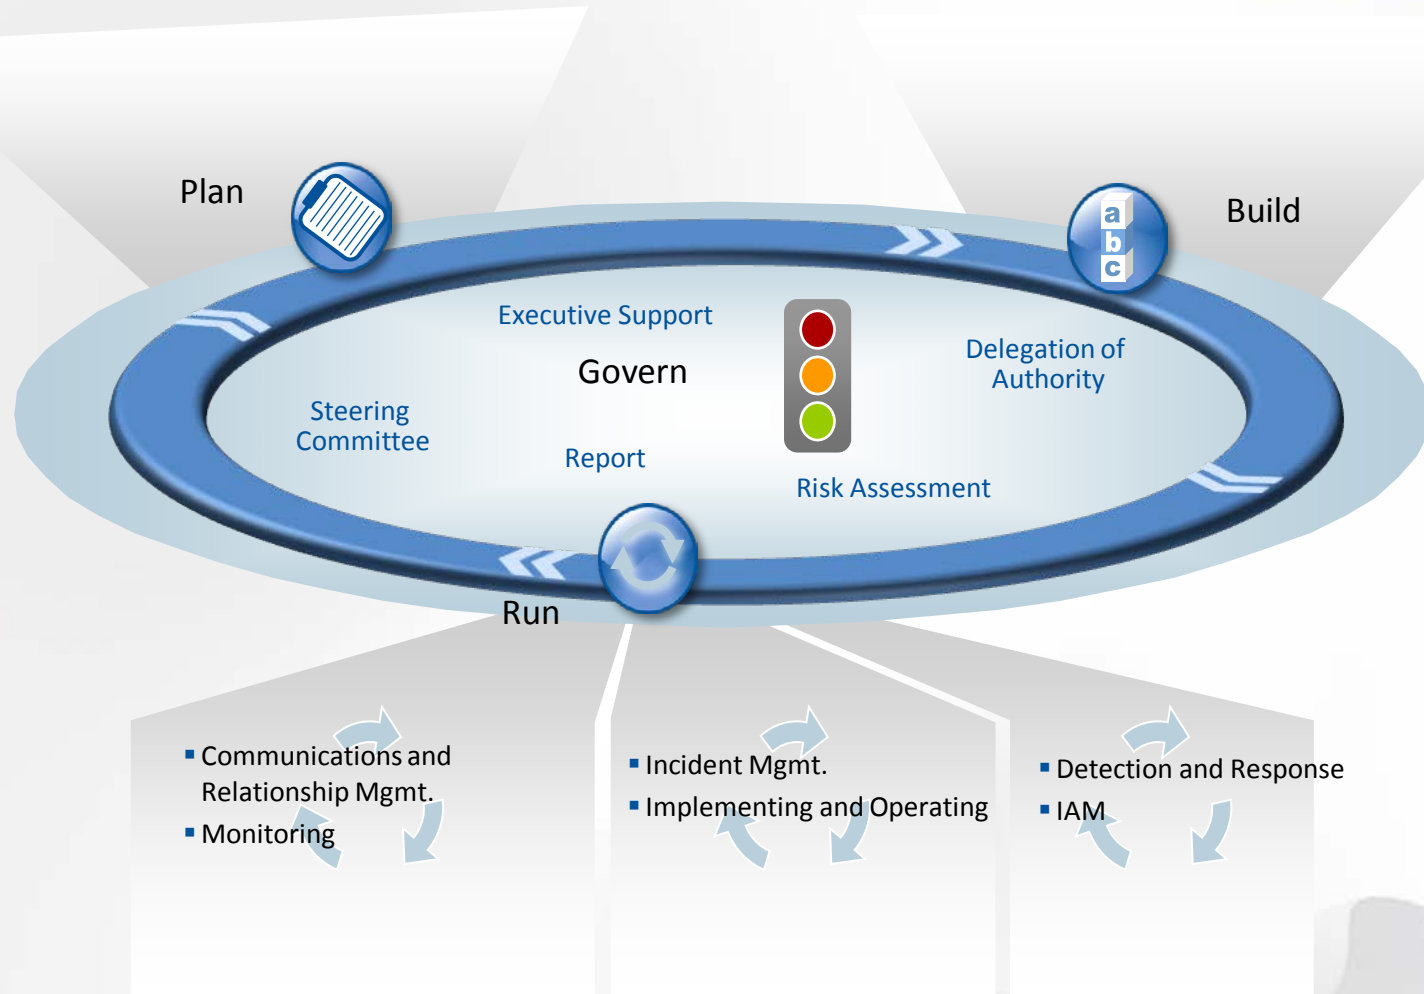 Plan
a
b
c
Build
Executive Support
Govern
Delegation of
Authority
Steering
Committee
Report
Risk Assessment
Run
▪ Communications and
Relationship Mgmt.
▪ Monitoring
▪ Incident Mgmt.
▪ Implementing and Operating
▪ Detection and Response
▪ IAM